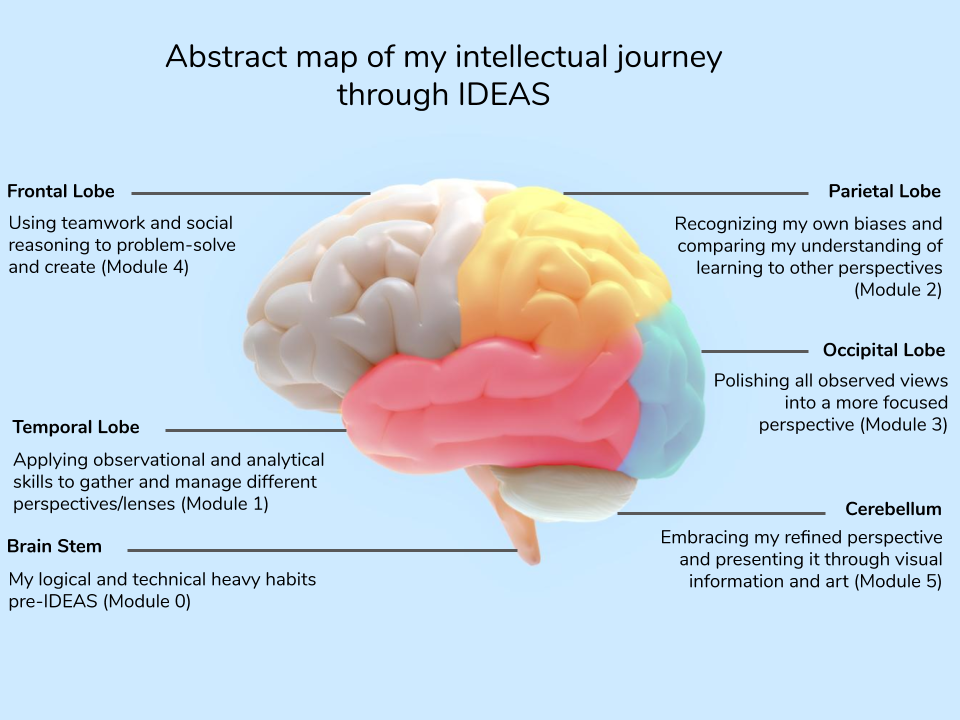 Abstract map of my intellectual journey
through IDEAS
Frontal Lobe
Using teamwork and social
reasoning to problem-solve
and create (Module 4)
Parietal Lobe
Recognizing my own biases and
comparing my understanding of
learning to other perspectives
(Module 2)
Occipital Lobe
Polishing all observed views
into a more focused
perspective (Module 3)
Temporal Lobe
Applying observational and analytical
skills to gather and manage different
perspectives/lenses (Module 1)
Cerebellum
Embracing my refined perspective
and presenting it through visual
information and art (Module 5)
Brain Stem
My logical and technical heavy habits
pre-IDEAS (Module 0)